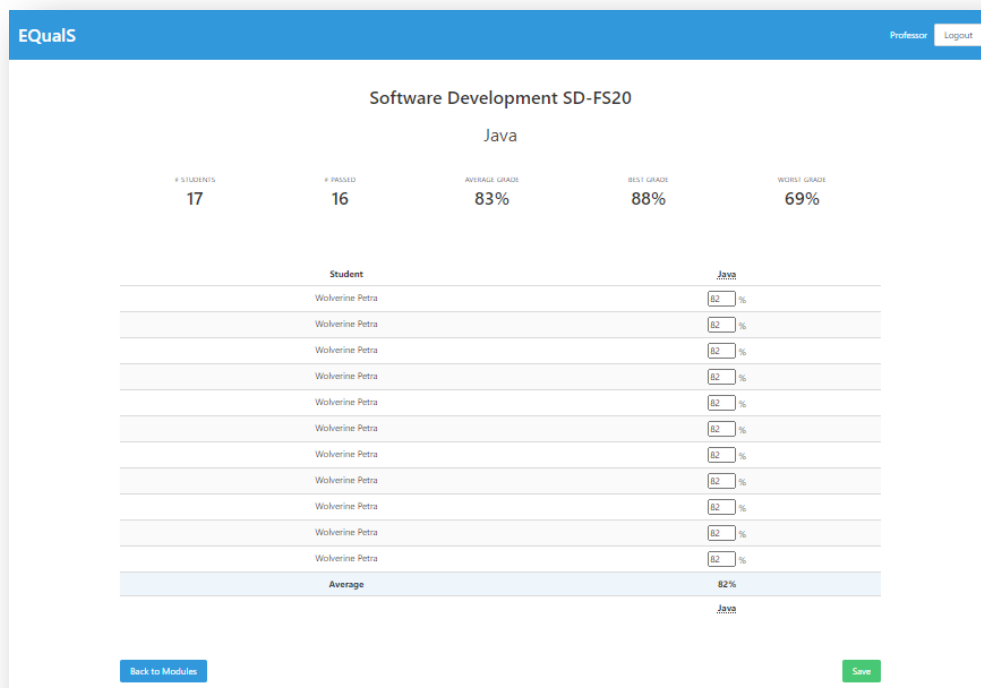 EQualS Professor Logout
Software Development SD-FS20
Java
# STUDENTS # PASSED AVERAGE GRADE BEST GRADE WORST GRADE
17 16 83% 88% 69%
Student Java
Wolverine Petra 82 %
Wolverine Petra 82 %
Wolverine Petra 82 %
Wolverine Petra 82 %
Wolverine Petra 82 %
Wolverine Petra 82 %
Wolverine Petra 82 %
Wolverine Petra 82 %
Wolverine Petra 82 %
Wolverine Petra 82 %
Wolverine Petra 82 %
Average 82%
Java
Back to Modules Save